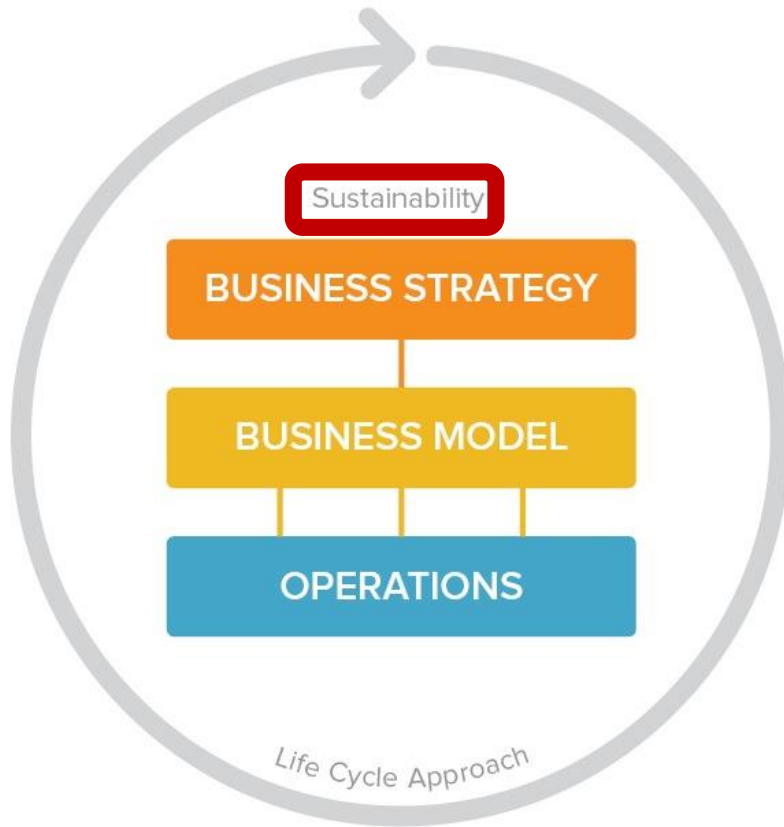 Sustainability
BUSINESS STRATEGY
BUSINESS MODEL
OPERATIONS
Life Cycle Approach